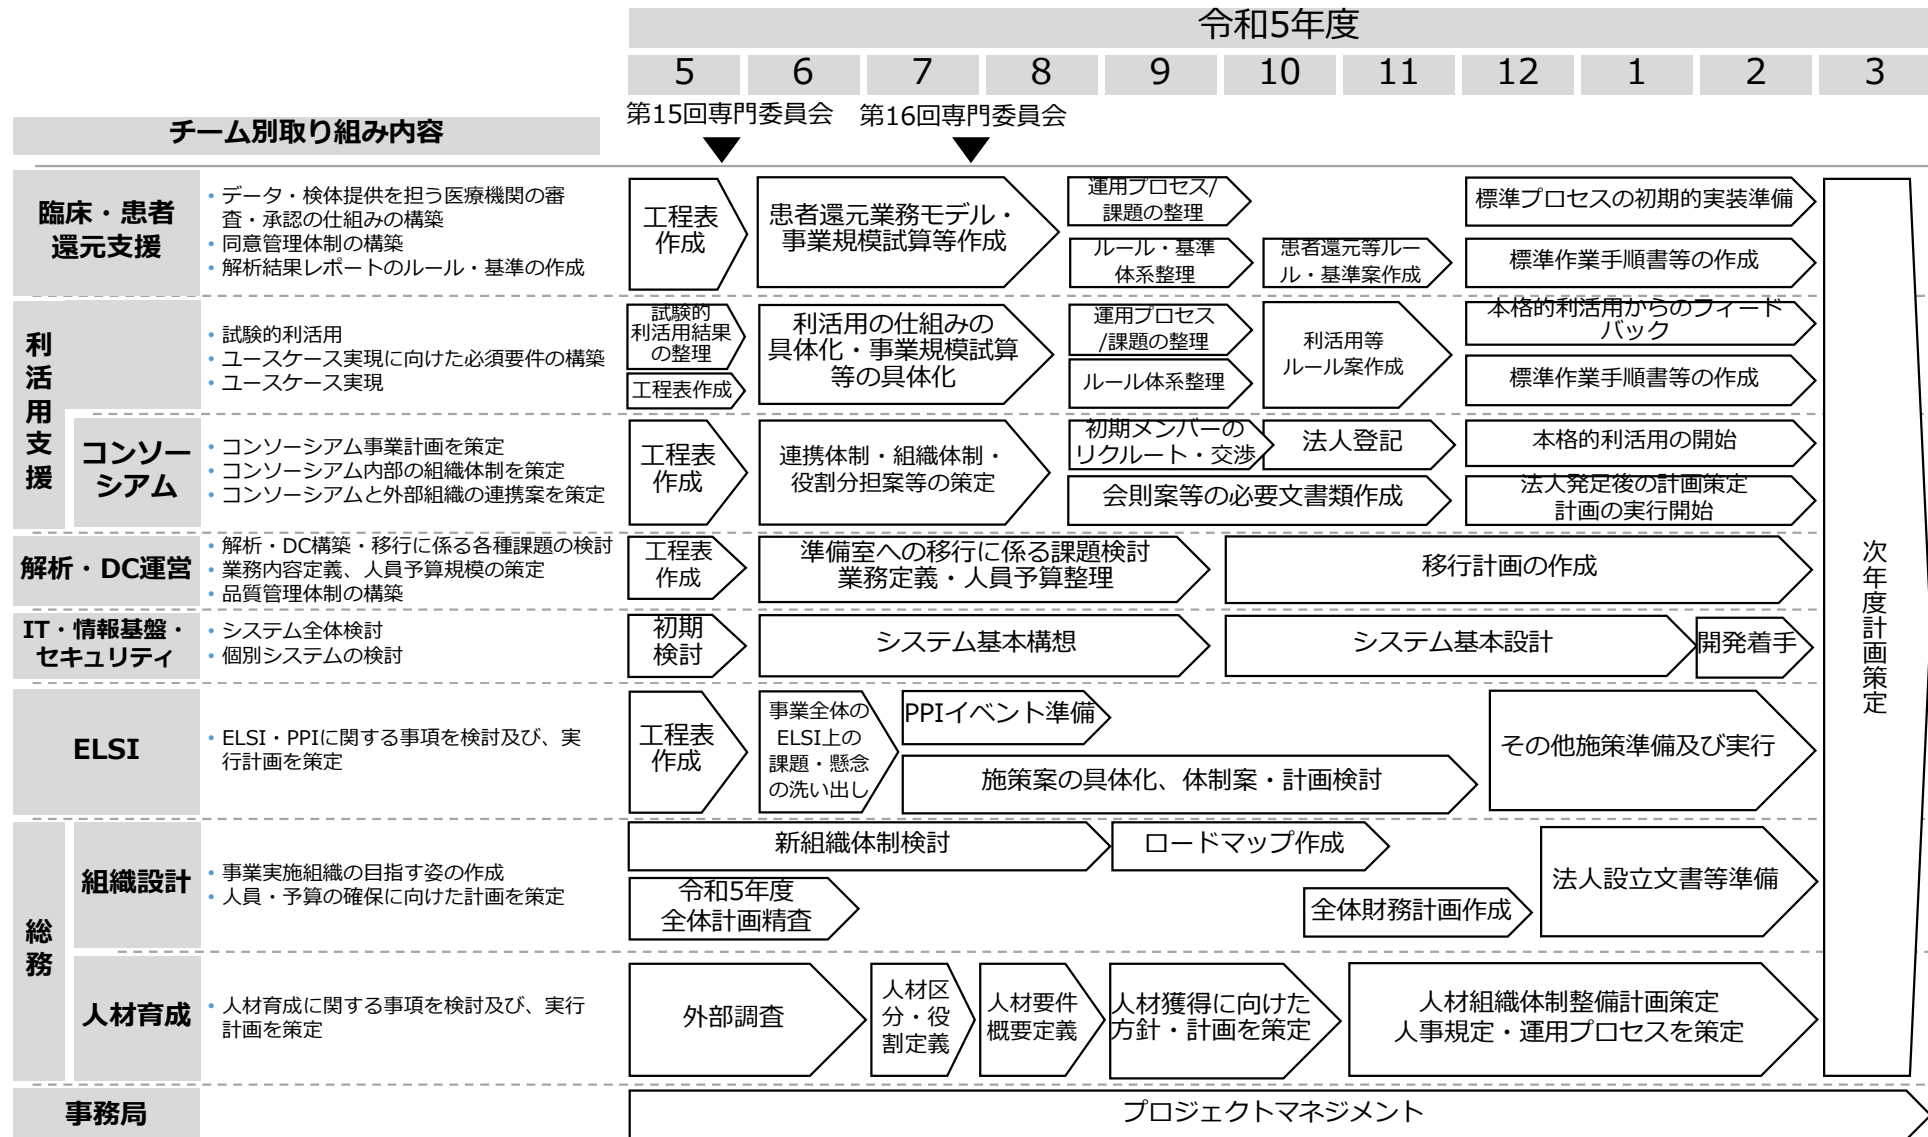 令和5年度
5 6 7 8 9 10 11 12 1 2 3
第15回専門委員会 第16回専門委員会
チーム別取り組み内容
臨床・患者
還元支援
・データ・検体提供を担う医療機関の審
査・承認の仕組みの構築
・同意管理体制の構築
・解析結果レポートのルール・基準の作成
工程表
作成
患者還元業務モデル・
事業規模試算等作成
運用プロセス/
課題の整理
ルール・基準
体系整理
患者還元等ルー
ル・基準案作成
標準プロセスの初期的実装準備
標準作業手順書等の作成
利活用支援
・試験的利活用
・ユースケース実現に向けた必須要件の構築
・ユースケース実現
試験的
利活用結果
の整理
工程表作成
利活用の仕組みの
具体化・事業規模試算
等の具体化
運用プロセス
/課題の整理
ルール体系整理
利活用等
ルール案作成
本格的利活用からのフィード
バック
標準作業手順書等の作成
コンソー
シアム
・コンソーシアム事業計画を策定
・コンソーシアム内部の組織体制を策定
・コンソーシアムと外部組織の連携案を策定
工程表
作成
連携体制・組織体制・
役割分担案等の策定
初期メンバーの
リクルート・交渉
法人登記
会則案等の必要文書類作成
本格的利活用の開始
法人発足後の計画策定
計画の実行開始
解析・DC運営
・解析・DC構築・移行に係る各種課題の検討
・業務内容定義、人員予算規模の策定
・品質管理体制の構築
工程表
作成
準備室への移行に係る課題検討
業務定義・人員予算整理
移行計画の作成
IT・情報基盤・
セキュリティ
・システム全体検討
・個別システムの検討
初期
検討
システム基本構想
システム基本設計
開発着手
ELSI
・ELSI・PPIに関する事項を検討及び、実
行計画を策定
工程表
作成
事業全体の
ELSI上の
課題・懸念
の洗い出し
PPIイベント準備
施策案の具体化、体制案・計画検討
その他施策準備及び実行
総務
組織設計
・事業実施組織の目指す姿の作成
・人員・予算の確保に向けた計画を策定
新組織体制検討
ロードマップ作成
令和5年度
全体計画精査
全体財務計画作成
法人設立文書等準備
人材育成
・人材育成に関する事項を検討及び、実行
計画を策定
外部調査
人材区
分・役
割定義
人材要件
概要定義
人材獲得に向けた
方針・計画を策定
人材組織体制整備計画策定
人事規定・運用プロセスを策定
次年度計画策定
事務局
プロジェクトマネジメント